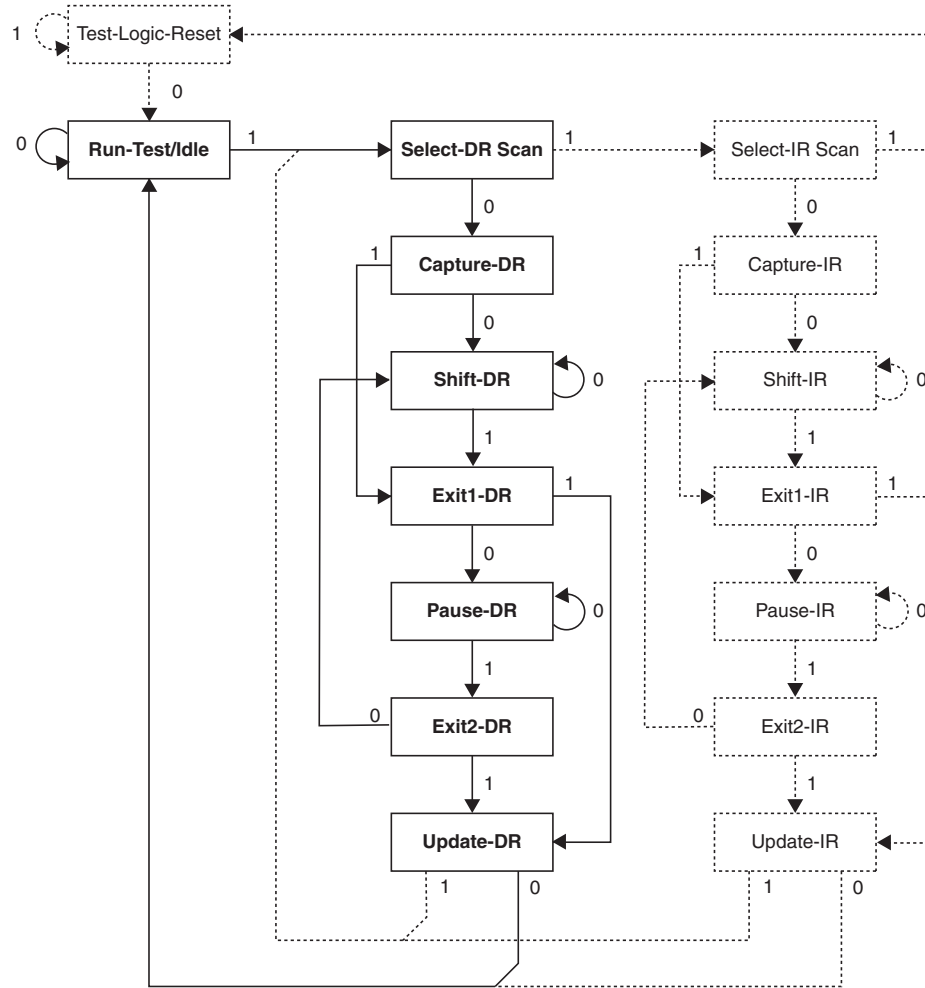 1 Test-Logic-Reset
0
0 Run-Test/Idle 1 Select-DR Scan 1 Select-IR Scan 1
0 0
1 Capture-DR 1 Capture-IR
0 0
Shift-DR 0 Shift-IR 0
1 1
Exit1-DR 1 Exit1-IR 1
0 0
Pause-DR 0 Pause-IR 0
1 1
0 Exit2-DR 0 Exit2-IR
1 1
Update-DR Update-IR
1 0 1 0